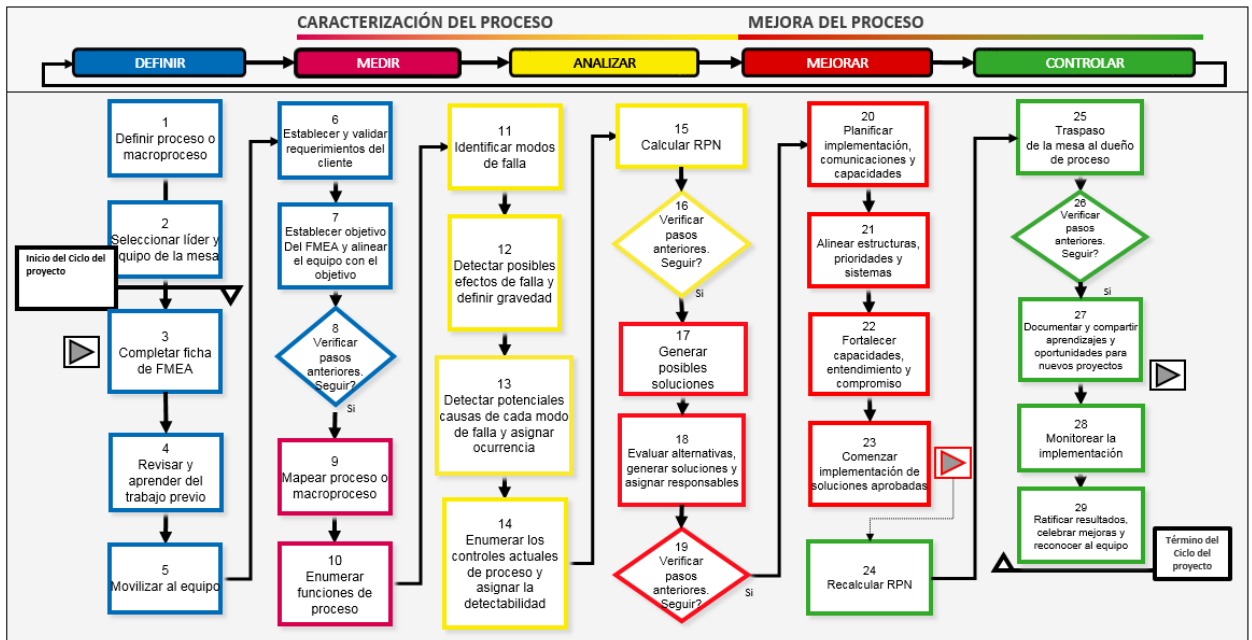 CARACTERIZACIÓN DEL PROCESO
MEJORA DEL PROCESO
DEFINIR
MEDIR
ANALIZAR
MEJORAR
CONTROLAR
1
Definir proceso o
macroproceso
2
Seleccionar líder y
equipo de la mesa
Inicio del Ciclo del
proyecto
3
Completar ficha
de FMEA
4
Revisar y
aprender del
trabajo previo
5
Movilizar al equipo
6
Establecer y validar
requerimientos del
cliente
7
Establecer objetivo
Del FMEA y alinear
el equipo con el
objetivo
8
Verificar
pasos
anteriores.
Seguir?
Si
9
Mapear proceso o
macroproceso
10
Enumerar
funciones de
proceso
11
Identificar modos
de falla
12
Detectar posibles
efectos de falla y
definir gravedad
13
Detectar potenciales
causas de cada modo
de falla y asignar
ocurrencia
14
Enumerar los
controles actuales
de proceso y
asignar la
detectabilidad
15
Calcular RPN
16
Verificar
pasos
anteriores.
Seguir?
Si
17
Generar
posibles
soluciones
18
Evaluar alternativas,
generar soluciones y
asignar responsables
19
Verificar
pasos
anteriores.
Seguir?
Si
20
Planificar
implementación,
comunicaciones y
capacidades
21
Alinear estructuras,
prioridades y
sistemas
22
Fortalecer
capacidades,
entendimiento y
compromiso
23
Comenzar
implementación de
soluciones aprobadas
24
Recalcular RPN
25
Traspaso
de la mesa al dueño
de proceso
26
Verificar
pasos
anteriores.
Seguir?
Si
27
Documentar y compartir
aprendizajes y
oportunidades para
nuevos proyectos
28
Monitorear la
implementación
29
Ratificar resultados,
celebrar mejoras y
reconocer al equipo
Término del
Ciclo del
proyecto